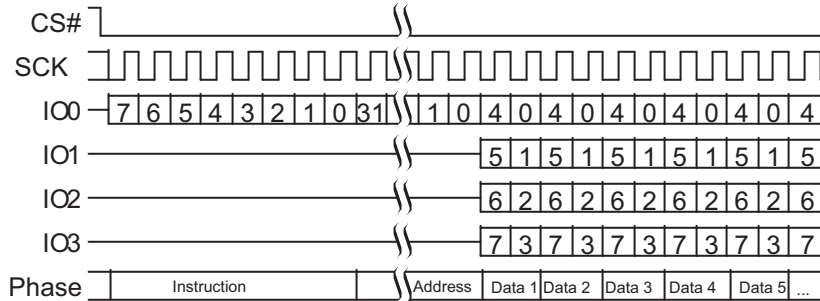 CS#
SCK
IO0 7 6 5 4 3 2 1 0 31 1 0 4 0 4 0 4 0 4 0 4 0 4
IO1 5 1 5 1 5 1 5 1 5 1 5
IO2 6 2 6 2 6 2 6 2 6 2 6
IO3 7 3 7 3 7 3 7 3 7 3 7
Phase Instruction Address Data 1 Data 2 Data 3 Data 4 Data 5 ...